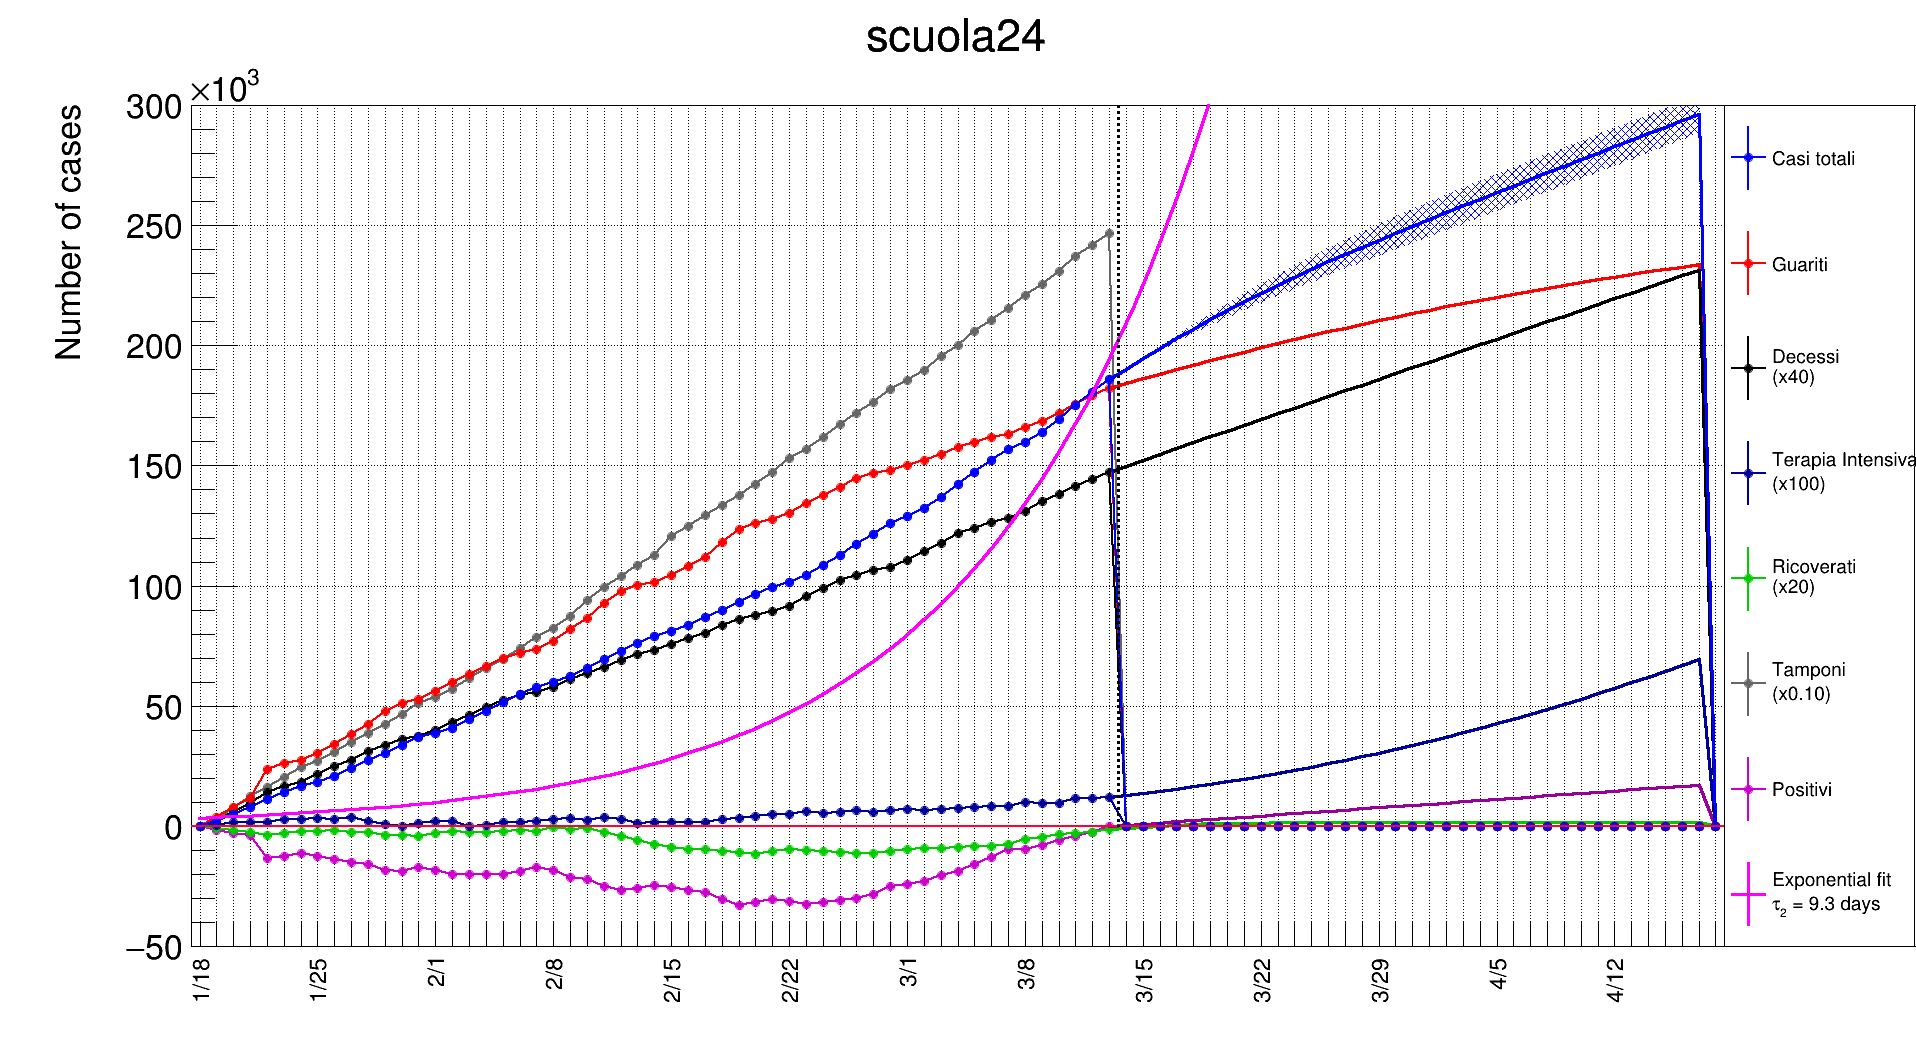 scuola24
×10³
Number of cases
300
250
200
150
100
50
0
−50
1/18
1/25
2/1
2/8
2/15
2/22
3/1
3/8
3/15
3/22
3/29
4/5
4/12
Casi totali
Guariti
Decessi
(x40)
Terapia Intensiva
(x100)
Ricoverati
(x20)
Tamponi
(x0.10)
Positivi
Exponential fit
τ₂ = 9.3 days